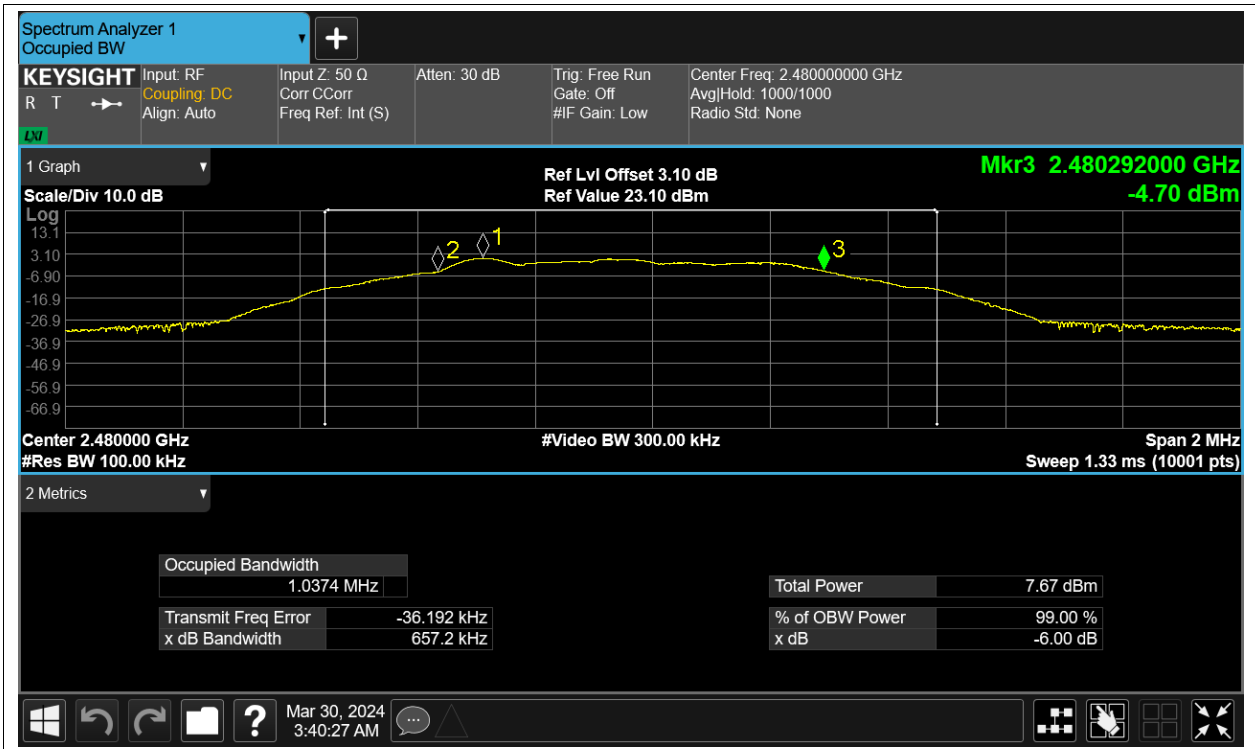 Spectrum Analyzer 1
Occupied BW
KEYSIGHT
R T
LXI
Input: RF
Coupling: DC
Align: Auto
Input Z: 50 Ω
Corr CCorr
Freq Ref: Int (S)
Atten: 30 dB
Trig: Free Run
Gate: Off
#IF Gain: Low
Center Freq: 2.480000000 GHz
Avg|Hold: 1000/1000
Radio Std: None
1 Graph
Scale/Div 10.0 dB
Ref Lvl Offset 3.10 dB
Ref Value 23.10 dBm
Mkr3 2.480292000 GHz
-4.70 dBm
Log
13.1
3.10
-6.90
-16.9
-26.9
-36.9
-46.9
-56.9
-66.9
2
1
3
Center 2.480000 GHz
#Res BW 100.00 kHz
#Video BW 300.00 kHz
Span 2 MHz
Sweep 1.33 ms (10001 pts)
2 Metrics
Occupied Bandwidth
1.0374 MHz
Transmit Freq Error -36.192 kHz
x dB Bandwidth 657.2 kHz
Total Power 7.67 dBm
% of OBW Power 99.00 %
x dB -6.00 dB
?
Mar 30, 2024
3:40:27 AM